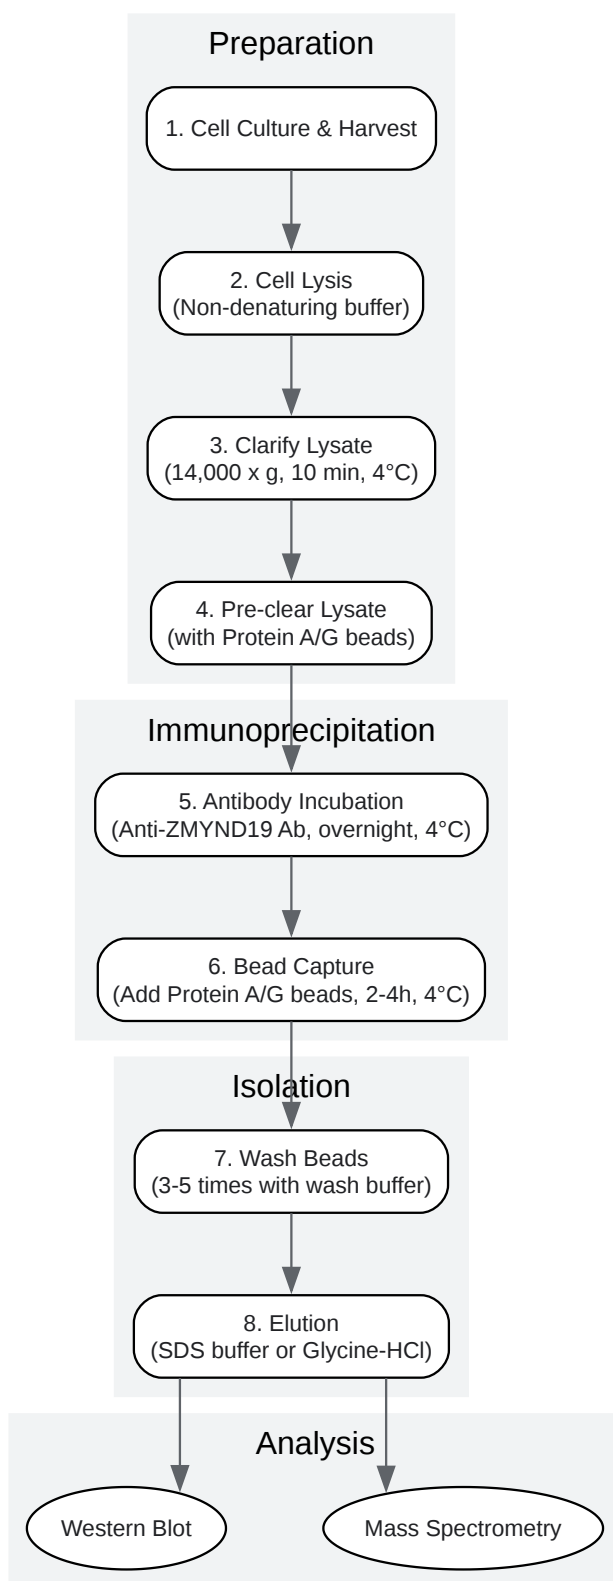 Preparation
1. Cell Culture & Harvest
2. Cell Lysis
(Non-denaturing buffer)
3. Clarify Lysate
(14,000 x g, 10 min, 4°C)
4. Pre-clear Lysate
(with Protein A/G beads)
Immunoprecipitation
5. Antibody Incubation
(Anti-ZMYND19 Ab, overnight, 4°C)
6. Bead Capture
(Add Protein A/G beads, 2-4h, 4°C)
Isolation
7. Wash Beads
(3-5 times with wash buffer)
8. Elution
(SDS buffer or Glycine-HCl)
Analysis
Western Blot
Mass Spectrometry